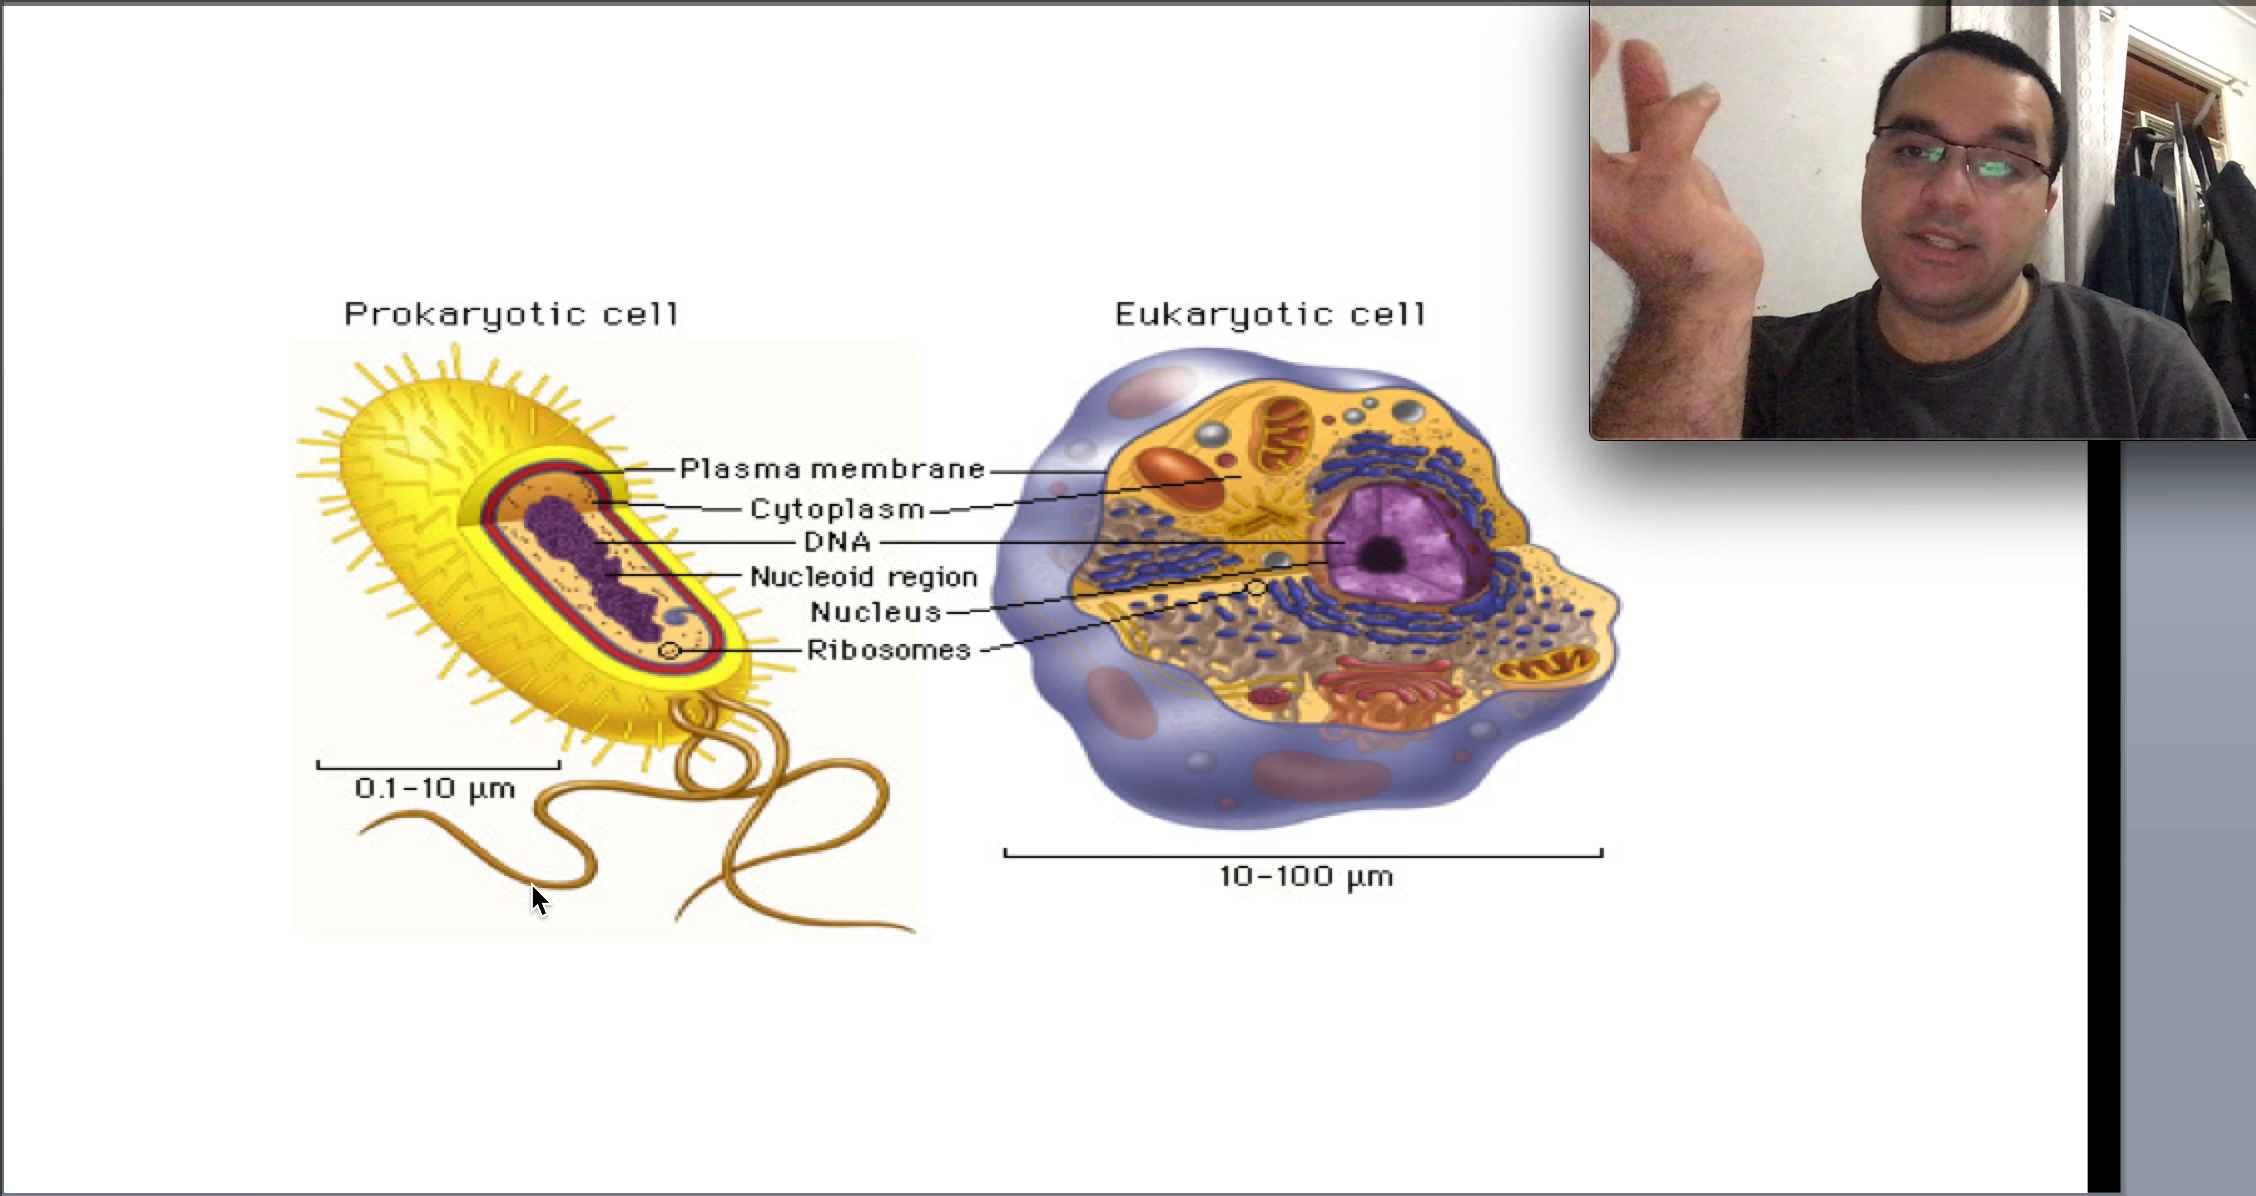 Prokaryotic cell
Eukaryotic cell
Plasma membrane
Cytoplasm
DNA
Nucleoid region
Nucleus
Ribosomes
0.1-10 µm
10-100 µm